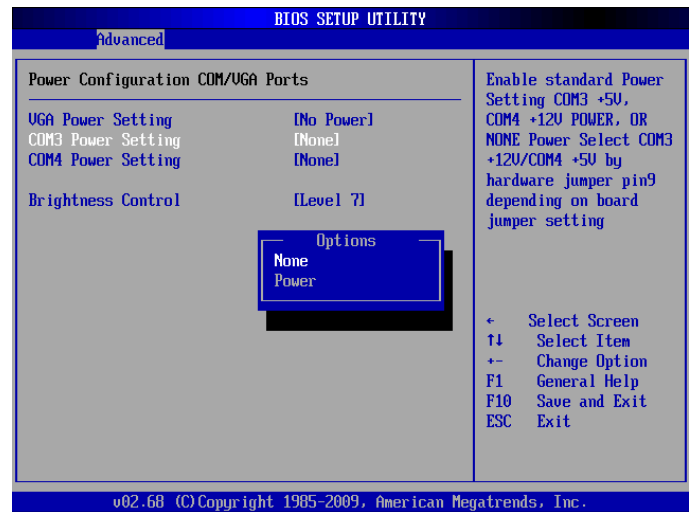 BIOS SETUP UTILITY
Advanced
Power Configuration COM/VGA Ports
VGA Power Setting [No Power]
COM3 Power Setting [None]
COM4 Power Setting [None]
Brightness Control [Level 7]
Options
None
Power
Enable standard Power
Setting COM3 +5V,
COM4 +12V POWER, OR
NONE Power Select COM3
+12V/COM4 +5V by
hardware jumper pin9
depending on board
jumper setting
← Select Screen
↑↓ Select Item
+- Change Option
F1 General Help
F10 Save and Exit
ESC Exit
v02.68 (C)Copyright 1985-2009, American Megatrends, Inc.